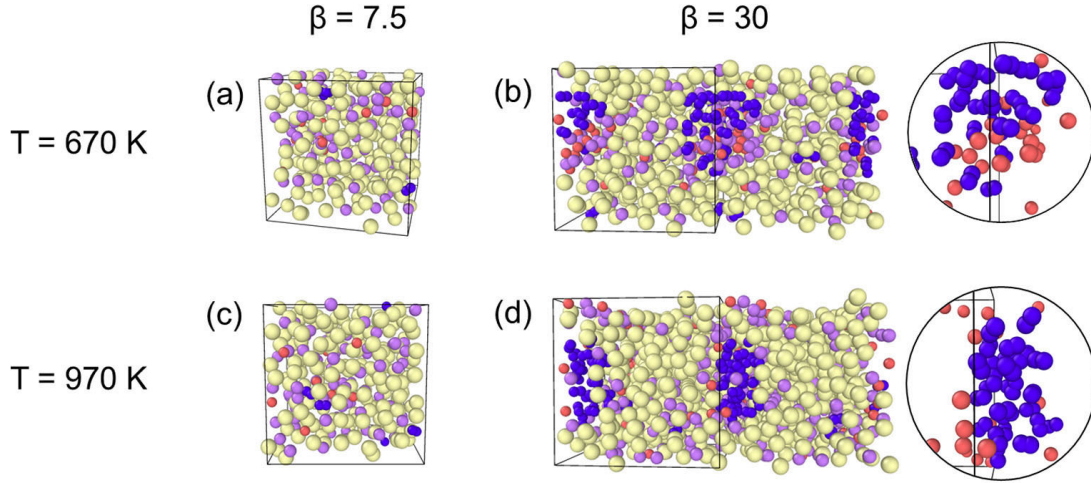 β = 7.5
β = 30
(a)
(b)
T = 670 K
(c)
(d)
T = 970 K